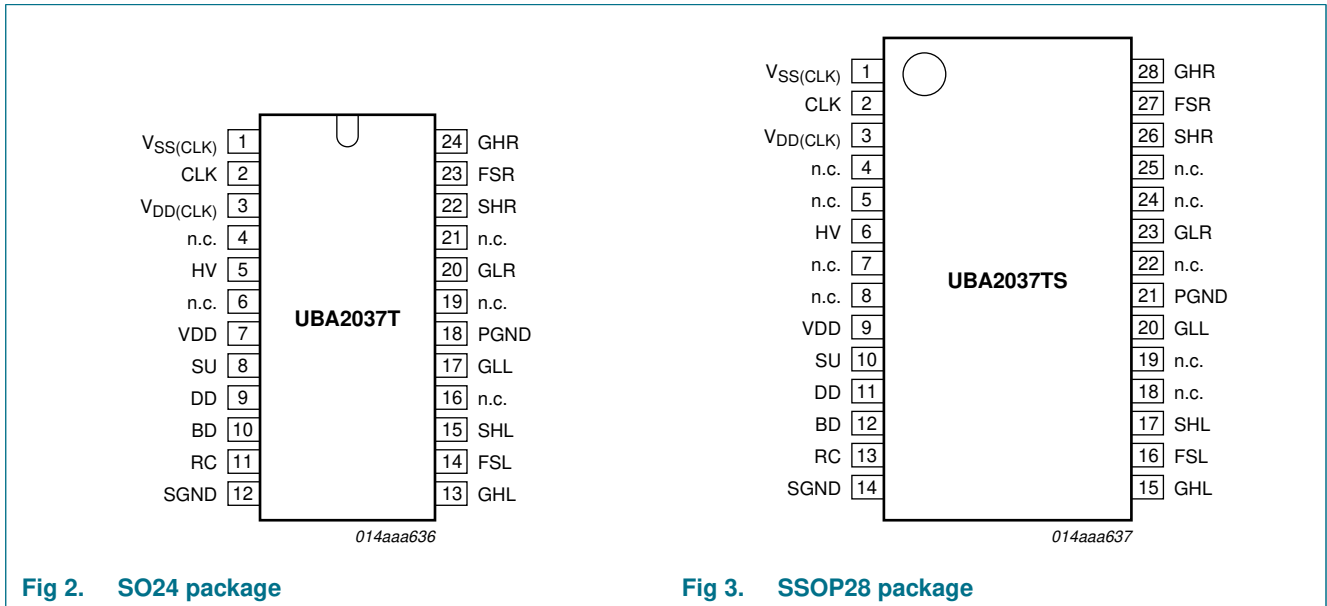 VSS(CLK) 1
CLK 2
VDD(CLK) 3
n.c. 4
HV 5
n.c. 6
VDD 7
SU 8
DD 9
BD 10
RC 11
SGND 12
UBA2037T
24 GHR
23 FSR
22 SHR
21 n.c.
20 GLR
19 n.c.
18 PGND
17 GLL
16 n.c.
15 SHL
14 FSL
13 GHL
014aaa636
Fig 2. SO24 package
VSS(CLK) 1
CLK 2
VDD(CLK) 3
n.c. 4
n.c. 5
HV 6
n.c. 7
n.c. 8
VDD 9
SU 10
DD 11
BD 12
RC 13
SGND 14
UBA2037TS
28 GHR
27 FSR
26 SHR
25 n.c.
24 n.c.
23 GLR
22 n.c.
21 PGND
20 GLL
19 n.c.
18 n.c.
17 SHL
16 FSL
15 GHL
014aaa637
Fig 3. SSOP28 package